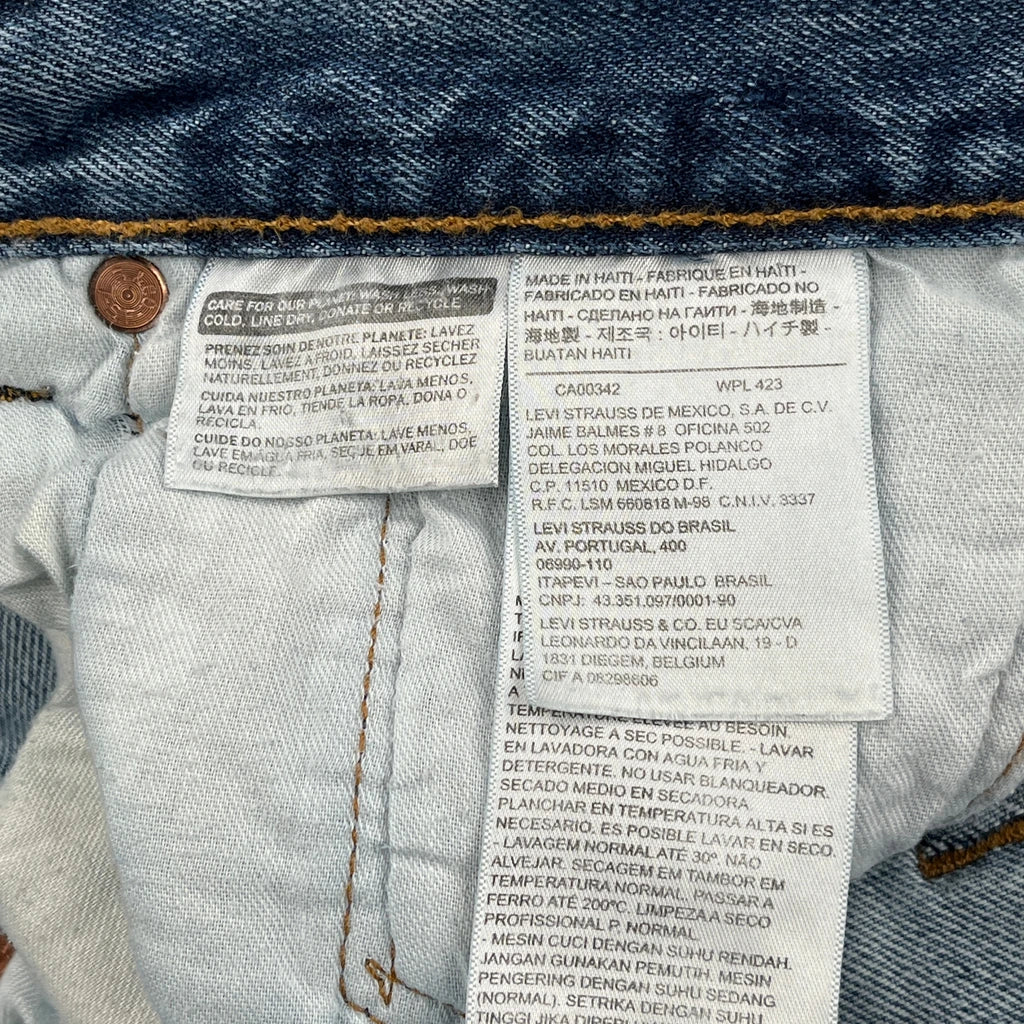 CARE FOR OUR PLANET: WASH LESS, WASH
COLD, LINE DRY, DONATE OR RECYCLE
PRENEZ SOIN DE NOTRE PLANETE: LAVEZ
MOINS, LAVEZ A FROID, LAISSEZ SECHER
NATURELLEMENT, DONNEZ OU RECYCLEZ
CUIDA NUESTRO PLANETA: LAVA MENOS,
LAVA EN FRIO, TIENDE LA ROPA, DONA O
RECICLA.
CUIDE DO NOSSO PLANETA: LAVE MENOS,
LAVE EM AGUA FRIA, SEQUE EM VARAL, DOE
OU RECICLE
MADE IN HAITI - FABRIQUE EN HAITI -
FABRICADO EN HAITI - FABRICADO NO
HAITI - СДЕЛАНО НА ГАИТИ - 海地制造 -
海地製 - 제조국 : 아이티 - ハイチ製 -
BUATAN HAITI
CA00342 WPL 423
LEVI STRAUSS DE MEXICO, S.A. DE C.V.
JAIME BALMES # 8 OFICINA 502
COL. LOS MORALES POLANCO
DELEGACION MIGUEL HIDALGO
C.P. 11510 MEXICO D.F.
R.F.C. LSM 660818 M-98 C.N.I.V. 3337
LEVI STRAUSS DO BRASIL
AV. PORTUGAL, 400
06990-110
ITAPEVI - SAO PAULO BRASIL
CNPJ: 43.351.097/0001-90
LEVI STRAUSS & CO. EU SCA/CVA
LEONARDO DA VINCILAAN, 19 - D
1831 DIEGEM, BELGIUM
CIF A 08298606
A
TEMPERATURE ELEVEE AU BESOIN.
NETTOYAGE A SEC POSSIBLE. - LAVAR
EN LAVADORA CON AGUA FRIA Y
DETERGENTE. NO USAR BLANQUEADOR.
SECADO MEDIO EN SECADORA.
PLANCHAR EN TEMPERATURA ALTA SI ES
NECESARIO. ES POSIBLE LAVAR EN SECO.
- LAVAGEM NORMAL ATÉ 30º. NÃO
ALVEJAR. SECAGEM EM TAMBOR EM
TEMPERATURA NORMAL. PASSAR A
FERRO ATÉ 200ºC. LIMPEZA A SECO
PROFISSIONAL P. NORMAL.
- MESIN CUCI DENGAN SUHU RENDAH.
JANGAN GUNAKAN PEMUTIH. MESIN
PENGERING DENGAN SUHU SEDANG
(NORMAL). SETRIKA DENGAN SUHU
TINGGI JIKA DIPERLUKAN